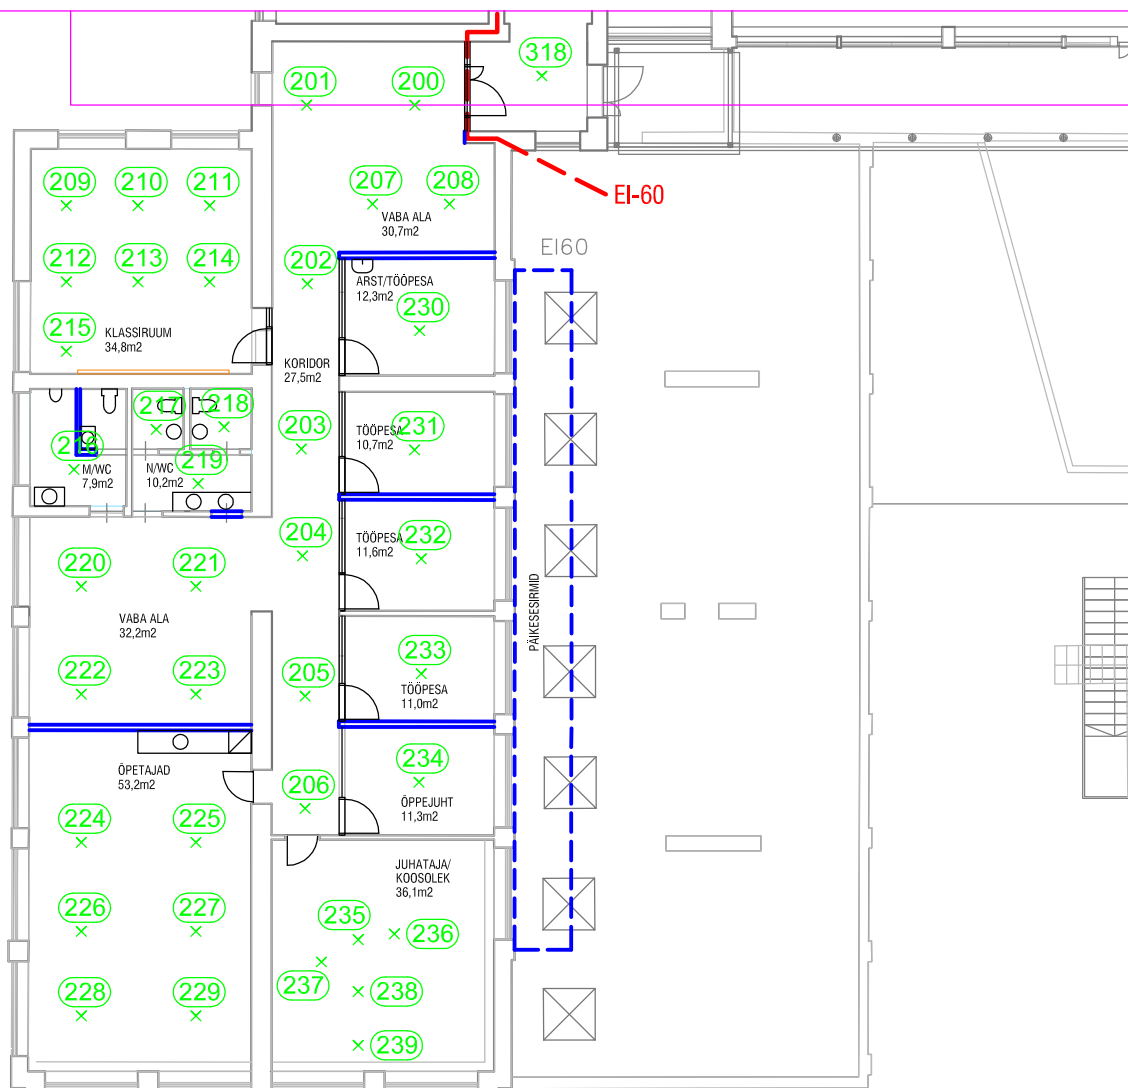 318
201
200
EI-60
209
210
211
207
208
VABA ALA
30,7m2
EI60
212
213
214
202
ARST/TÖÖPESA
12,3m2
230
215
KLASSIRUUM
34,8m2
KORIDOR
27,5m2
217
218
203
TÖÖPESA
10,7m2
231
216
M/WC
7,9m2
N/WC
10,2m2
219
204
TÖÖPESA
11,6m2
232
220
221
VABA ALA
32,2m2
PÄIKESESIRMID
222
223
205
233
TÖÖPESA
11,0m2
ÕPETAJAD
53,2m2
206
234
ÕPPEJUHT
11,3m2
224
225
JUHATAJA/
KOOSOLEK
36,1m2
226
227
235
236
237
238
228
229
239